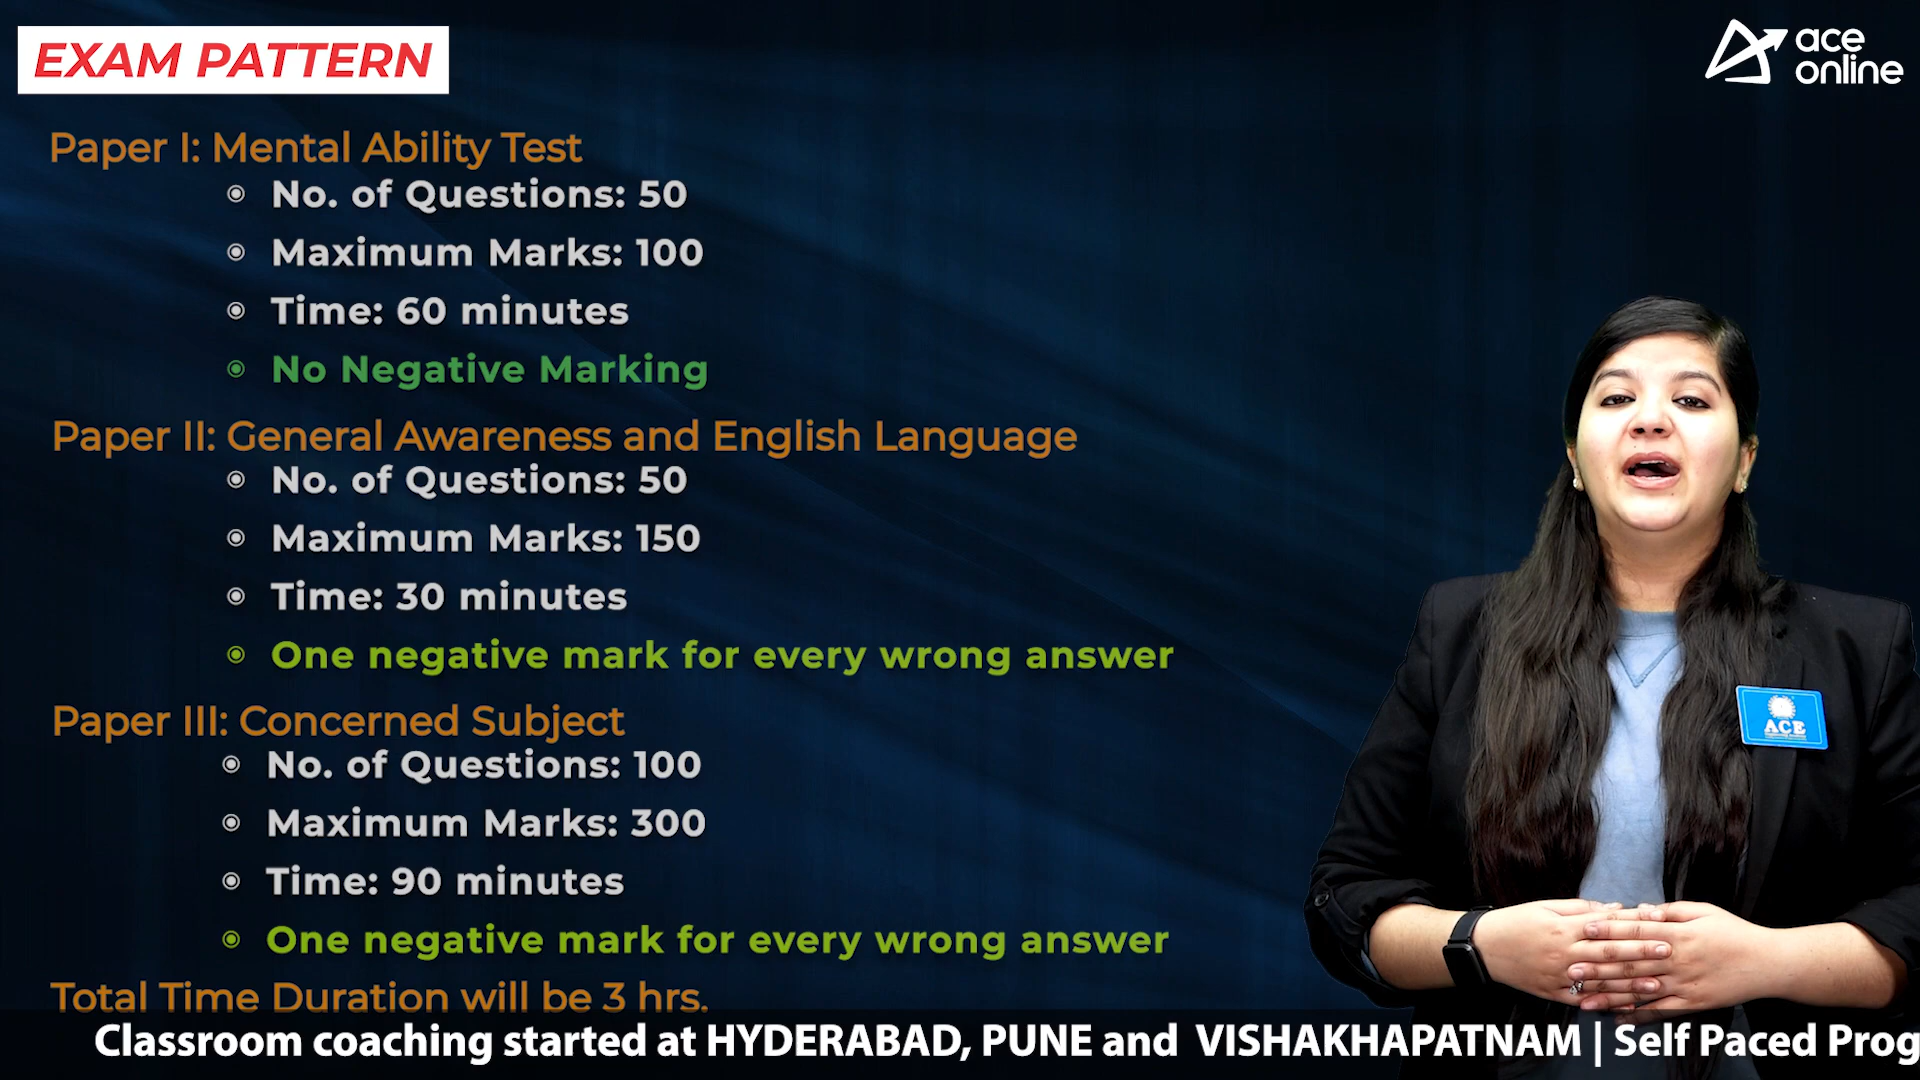 EXAM PATTERN
ace
online
Paper I: Mental Ability Test
No. of Questions: 50
Maximum Marks: 100
Time: 60 minutes
No Negative Marking
Paper II: General Awareness and English Language
No. of Questions: 50
Maximum Marks: 150
Time: 30 minutes
One negative mark for every wrong answer
Paper III: Concerned Subject
No. of Questions: 100
Maximum Marks: 300
Time: 90 minutes
One negative mark for every wrong answer
Total Time Duration will be 3 hrs.
ACE
Classroom coaching started at HYDERABAD, PUNE and VISHAKHAPATNAM | Self Paced Prog